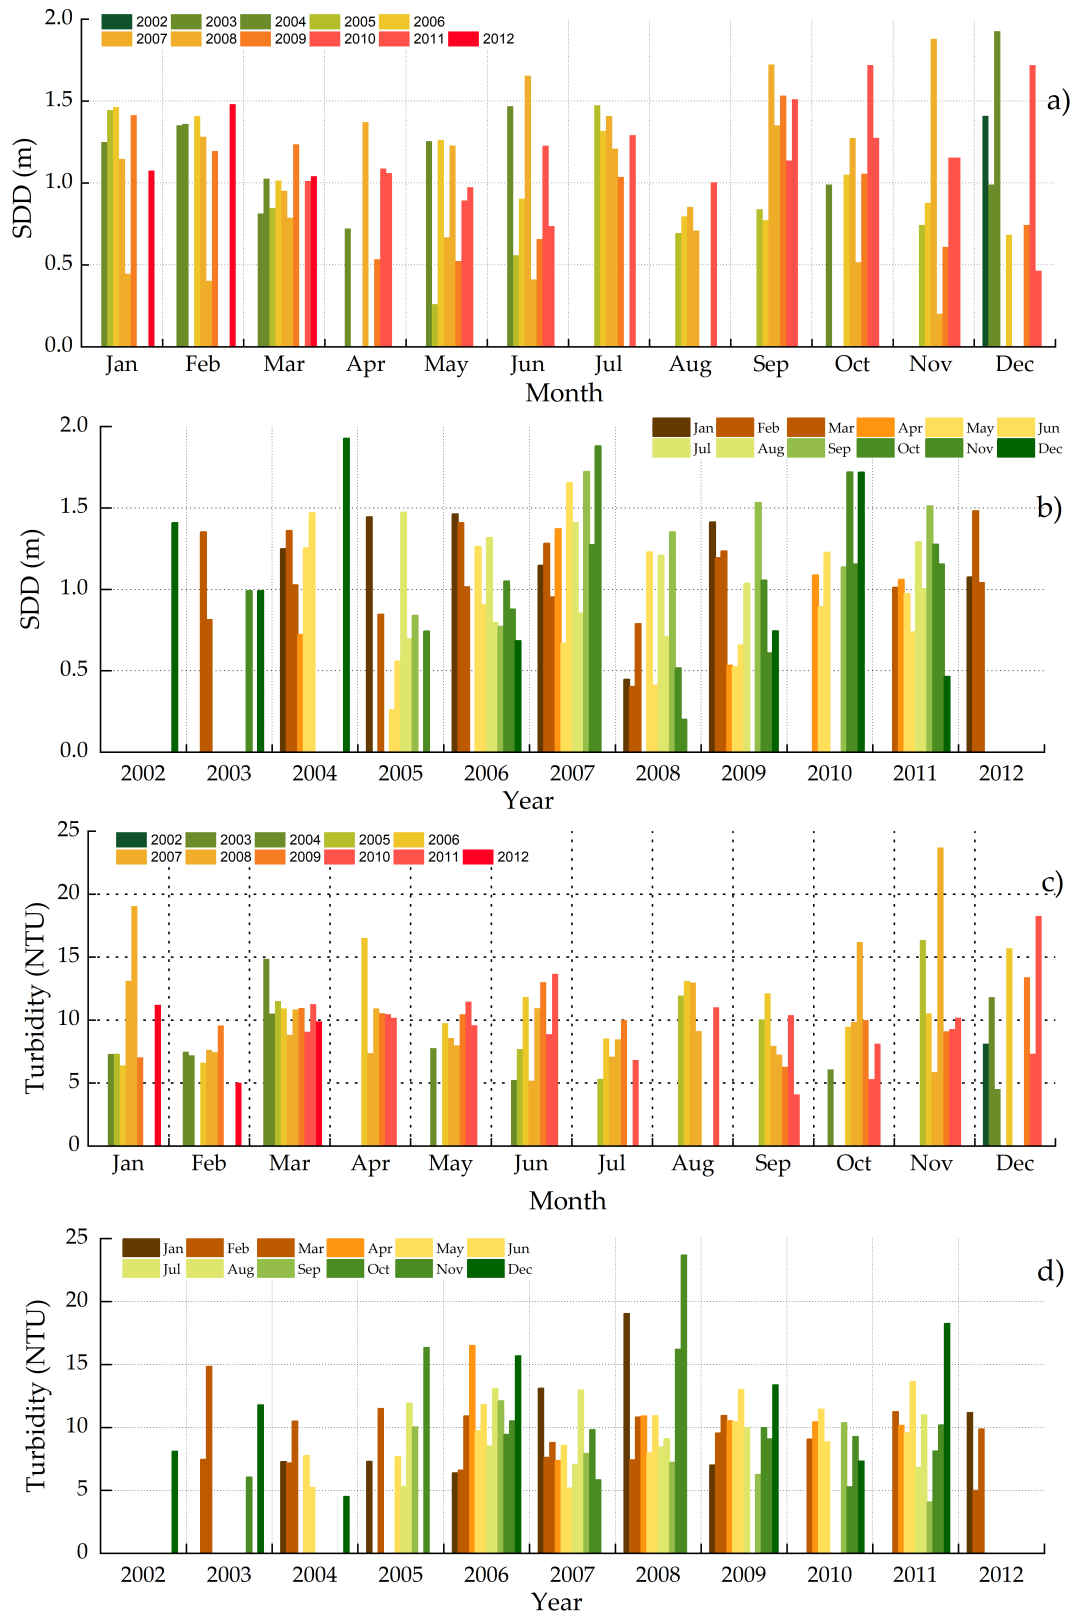 2.0
2002 2003 2004 2005 2006
2007 2008 2009 2010 2011 2012
a)
1.5
1.0
0.5
0.0
SDD (m)
Jan Feb Mar Apr May Jun Jul Aug Sep Oct Nov Dec
Month
2.0
Jan Feb Mar Apr May Jun
Jul Aug Sep Oct Nov Dec
b)
1.5
1.0
0.5
0.0
SDD (m)
2002 2003 2004 2005 2006 2007 2008 2009 2010 2011 2012
Year
25
2002 2003 2004 2005 2006
2007 2008 2009 2010 2011 2012
c)
20
15
10
5
0
Turbidity (NTU)
Jan Feb Mar Apr May Jun Jul Aug Sep Oct Nov Dec
Month
25
Jan Feb Mar Apr May Jun
Jul Aug Sep Oct Nov Dec
d)
20
15
10
5
0
Turbidity (NTU)
2002 2003 2004 2005 2006 2007 2008 2009 2010 2011 2012
Year